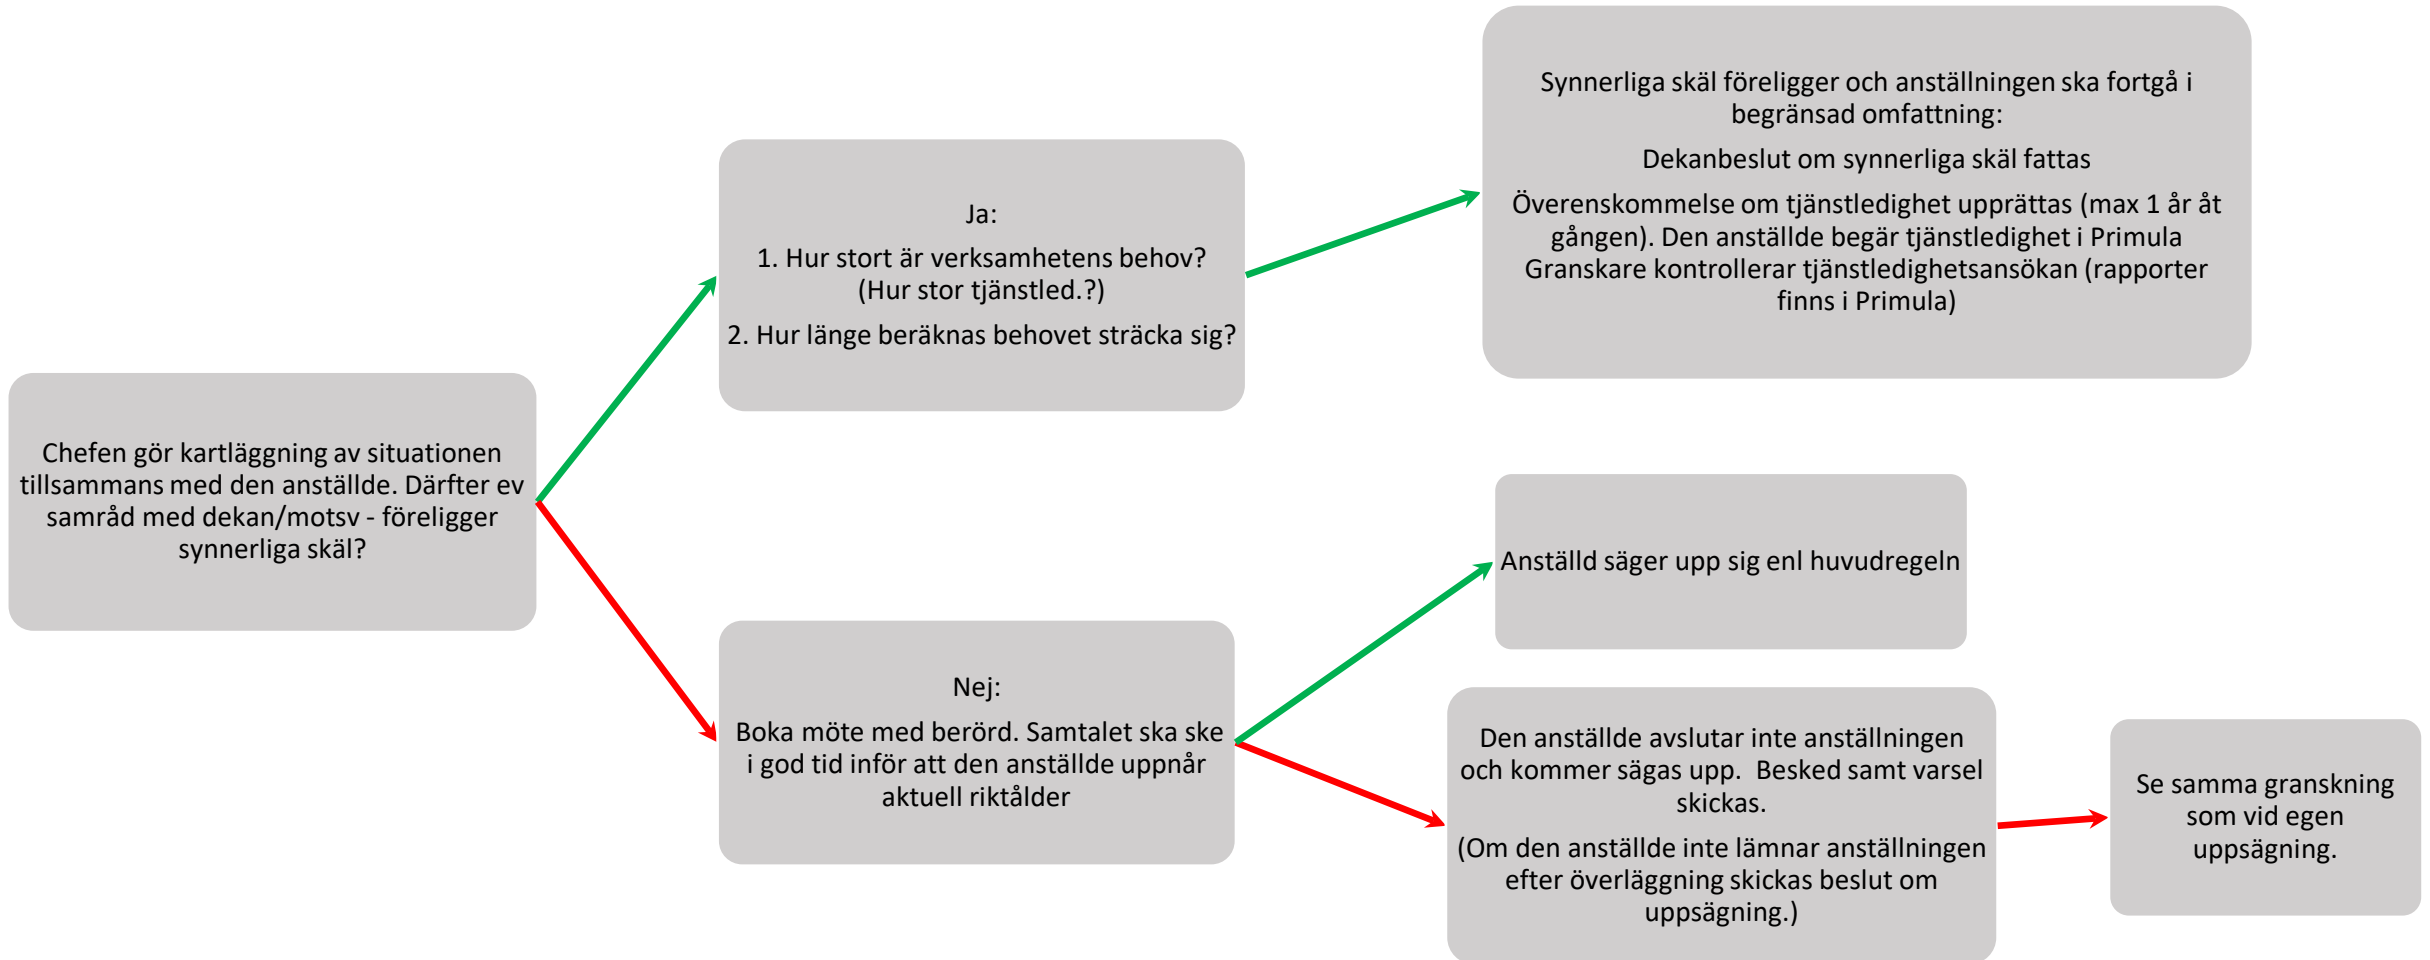 Chefen gör kartläggning av situationen
tillsammans med den anställde. Därfter ev
samråd med dekan/motsv - föreligger
synnerliga skäl?
Ja:
1. Hur stort är verksamhetens behov?
(Hur stor tjänstled.?)
2. Hur länge beräknas behovet sträcka sig?
Synnerliga skäl föreligger och anställningen ska fortgå i
begränsad omfattning:
Dekanbeslut om synnerliga skäl fattas
Överenskommelse om tjänstledighet upprättas (max 1 år åt
gången). Den anställde begär tjänstledighet i Primula
Granskare kontrollerar tjänstledighetsansökan (rapporter
finns i Primula)
Nej:
Boka möte med berörd. Samtalet ska ske
i god tid inför att den anställde uppnår
aktuell riktålder
Anställd säger upp sig enl huvudregeln
Den anställde avslutar inte anställningen
och kommer sägas upp.  Besked samt varsel
skickas.
(Om den anställde inte lämnar anställningen
efter överläggning skickas beslut om
uppsägning.)
Se samma granskning
som vid egen
uppsägning.